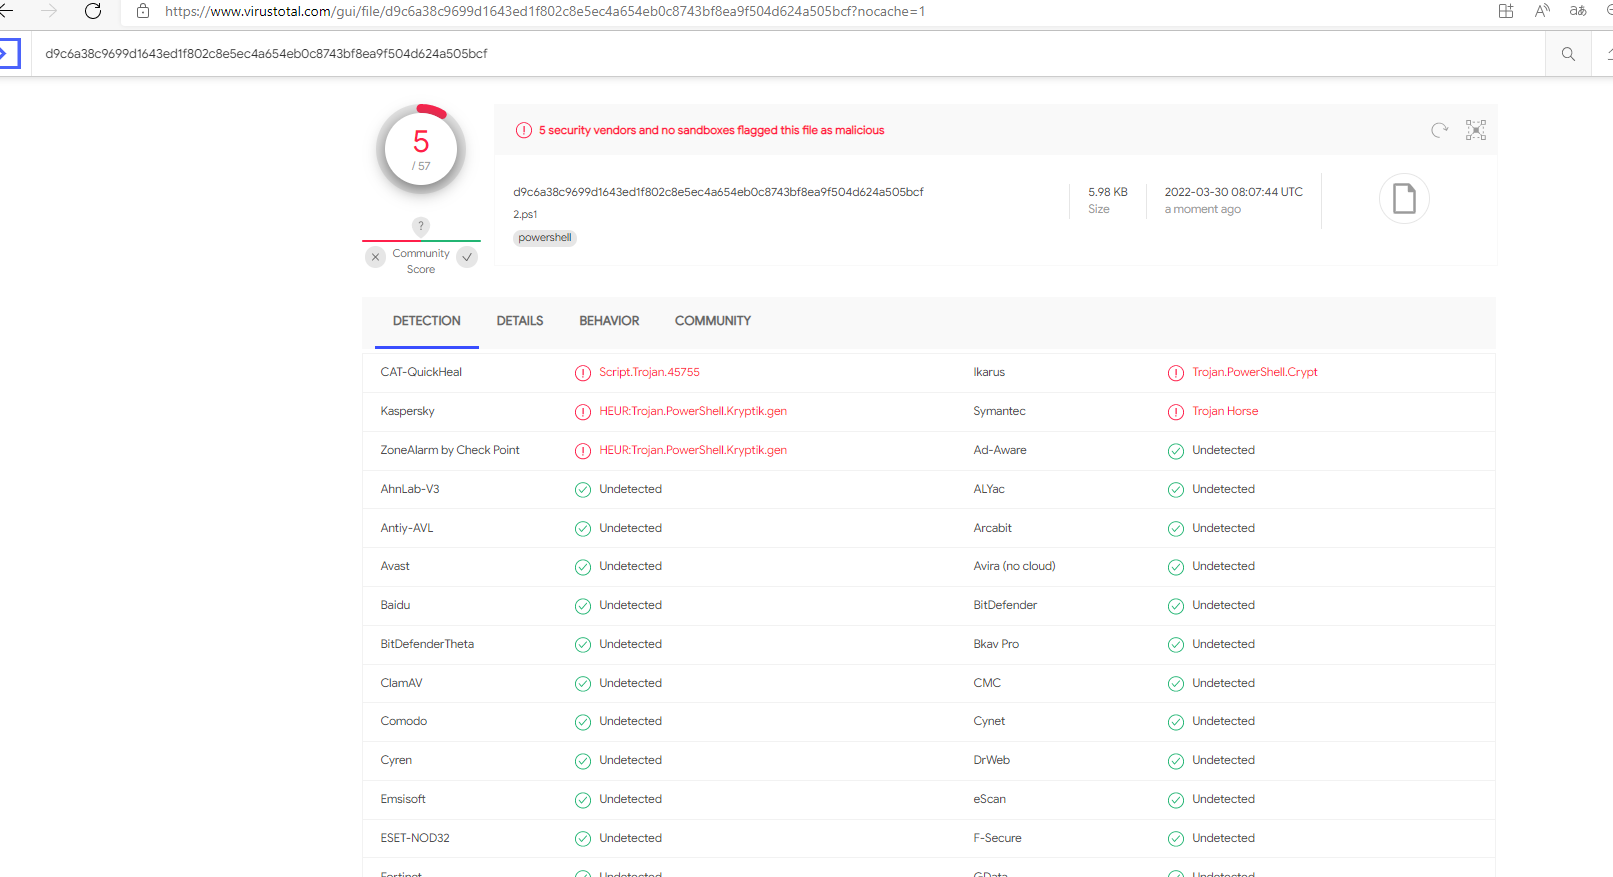 https://www.virustotal.com/gui/file/d9c6a38c9699d1643ed1f802c8e5ec4a654eb0c8743bf8ea9f504d624a505bcf?nocache=1
d9c6a38c9699d1643ed1f802c8e5ec4a654eb0c8743bf8ea9f504d624a505bcf
5
/ 57
?
Community
Score
5 security vendors and no sandboxes flagged this file as malicious
d9c6a38c9699d1643ed1f802c8e5ec4a654eb0c8743bf8ea9f504d624a505bcf
2.ps1
powershell
5.98 KB
Size
2022-03-30 08:07:44 UTC
a moment ago
DETECTION DETAILS BEHAVIOR COMMUNITY
CAT-QuickHeal Script.Trojan.45755 Ikarus Trojan.PowerShell.Crypt
Kaspersky HEUR:Trojan.PowerShell.Kryptik.gen Symantec Trojan Horse
ZoneAlarm by Check Point HEUR:Trojan.PowerShell.Kryptik.gen Ad-Aware Undetected
AhnLab-V3 Undetected ALYac Undetected
Antiy-AVL Undetected Arcabit Undetected
Avast Undetected Avira (no cloud) Undetected
Baidu Undetected BitDefender Undetected
BitDefenderTheta Undetected Bkav Pro Undetected
ClamAV Undetected CMC Undetected
Comodo Undetected Cynet Undetected
Cyren Undetected DrWeb Undetected
Emsisoft Undetected eScan Undetected
ESET-NOD32 Undetected F-Secure Undetected
Fortinet Undetected GData Undetected